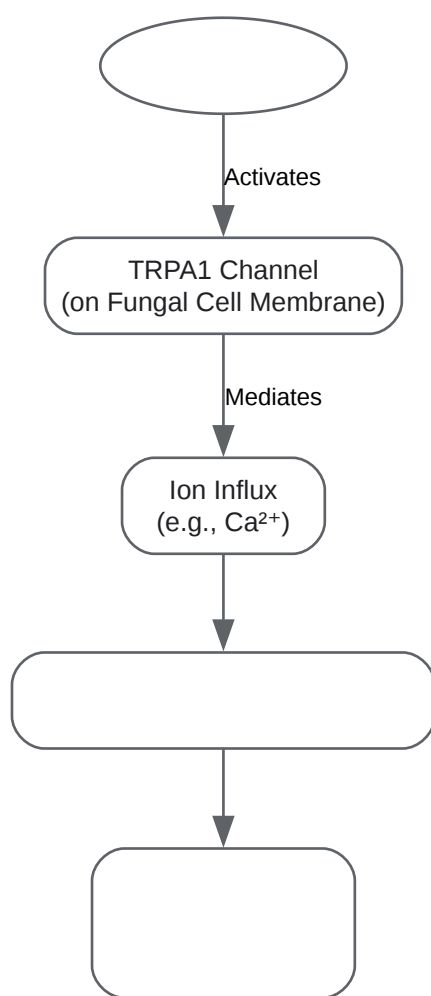 Activates
TRPA1 Channel
(on Fungal Cell Membrane)
Mediates
Ion Influx
(e.g., Ca²⁺)